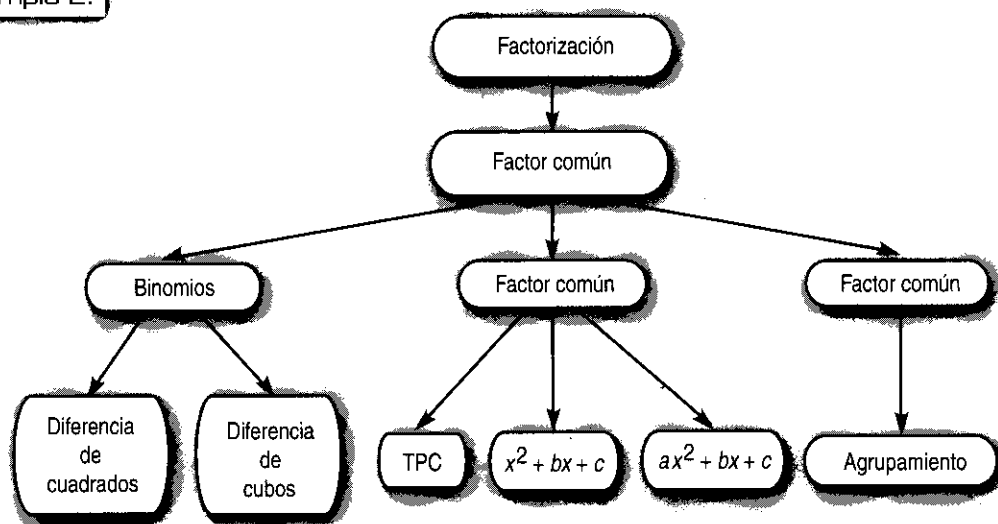 Factorización
Factor común
Binomios
Factor común
Factor común
Diferencia
de
cuadrados
Diferencia
de
cubos
TPC
x² + bx + c
ax² + bx + c
Agrupamiento